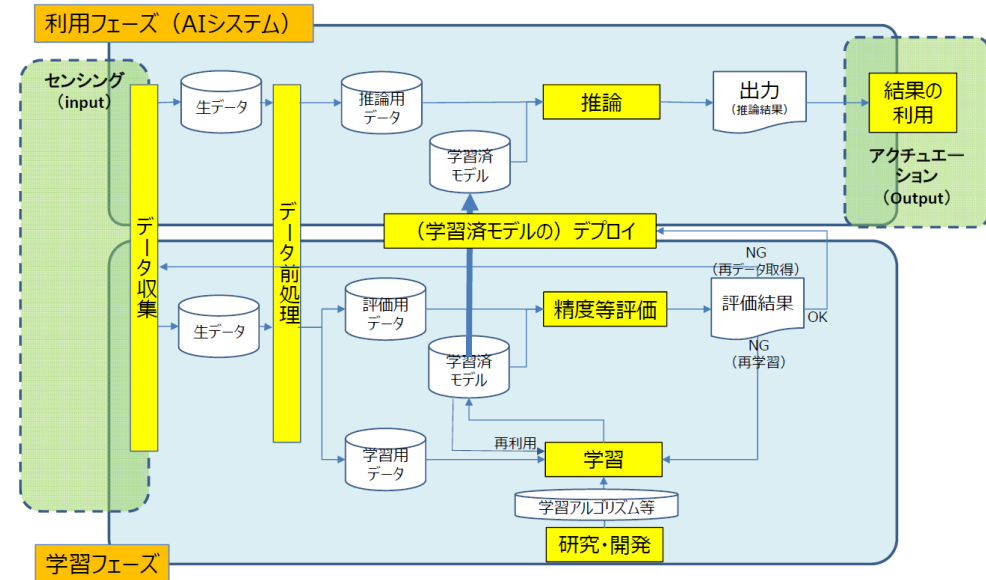 利用フェーズ（AIシステム）
センシング
（input）
生データ
推論用
データ
推論
出力
（推論結果）
結果の
利用
アクチュエー
ション
（Output）
学習済
モデル
データ収集
データ前処理
（学習済モデルの）デプロイ
NG
（再データ取得）
生データ
評価用
データ
精度等評価
評価結果
OK
NG
（再学習）
学習済
モデル
再利用
学習用
データ
学習
学習アルゴリズム等
研究・開発
学習フェーズ